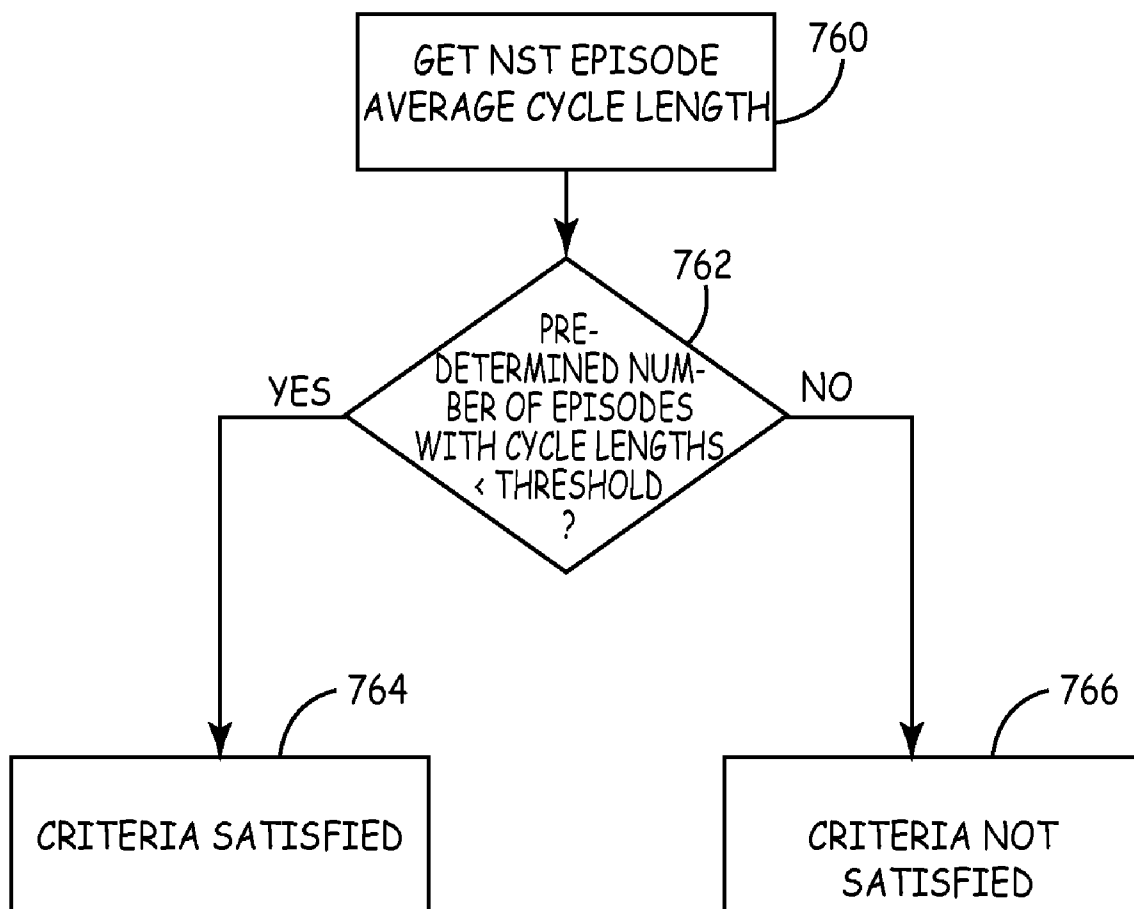 760
GET NST EPISODE
AVERAGE CYCLE LENGTH
762
PRE-
DETERMINED NUM-
BER OF EPISODES
WITH CYCLE LENGTHS
< THRESHOLD
?
YES
NO
764
766
CRITERIA SATISFIED
CRITERIA NOT
SATISFIED